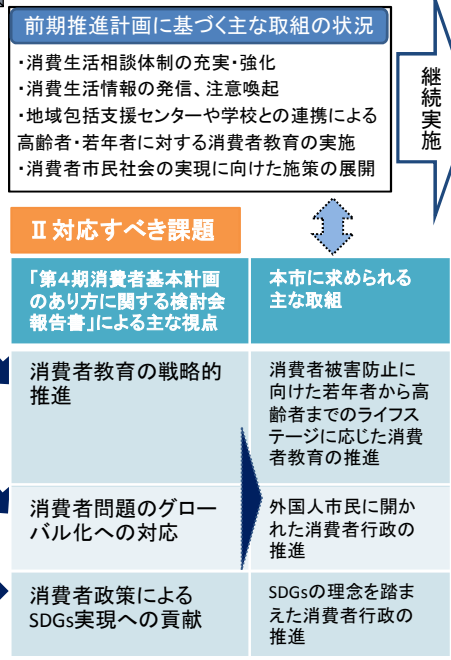 前期推進計画に基づく主な取組の状況
・消費生活相談体制の充実・強化
・消費生活情報の発信、注意喚起
・地域包括支援センターや学校との連携による
高齢者・若年者に対する消費者教育の実施
・消費者市民社会の実現に向けた施策の展開
継続実施
Ⅱ対応すべき課題
「第4期消費者基本計画
のあり方に関する検討会
報告書」による主な視点
本市に求められる
主な取組
消費者教育の戦略的
推進
消費者被害防止に
向けた若年者から高
齢者までのライフス
テージに応じた消費
者教育の推進
消費者問題のグロー
バル化への対応
外国人市民に開か
れた消費者行政の
推進
消費者政策による
SDGs実現への貢献
SDGsの理念を踏ま
えた消費者行政の
推進